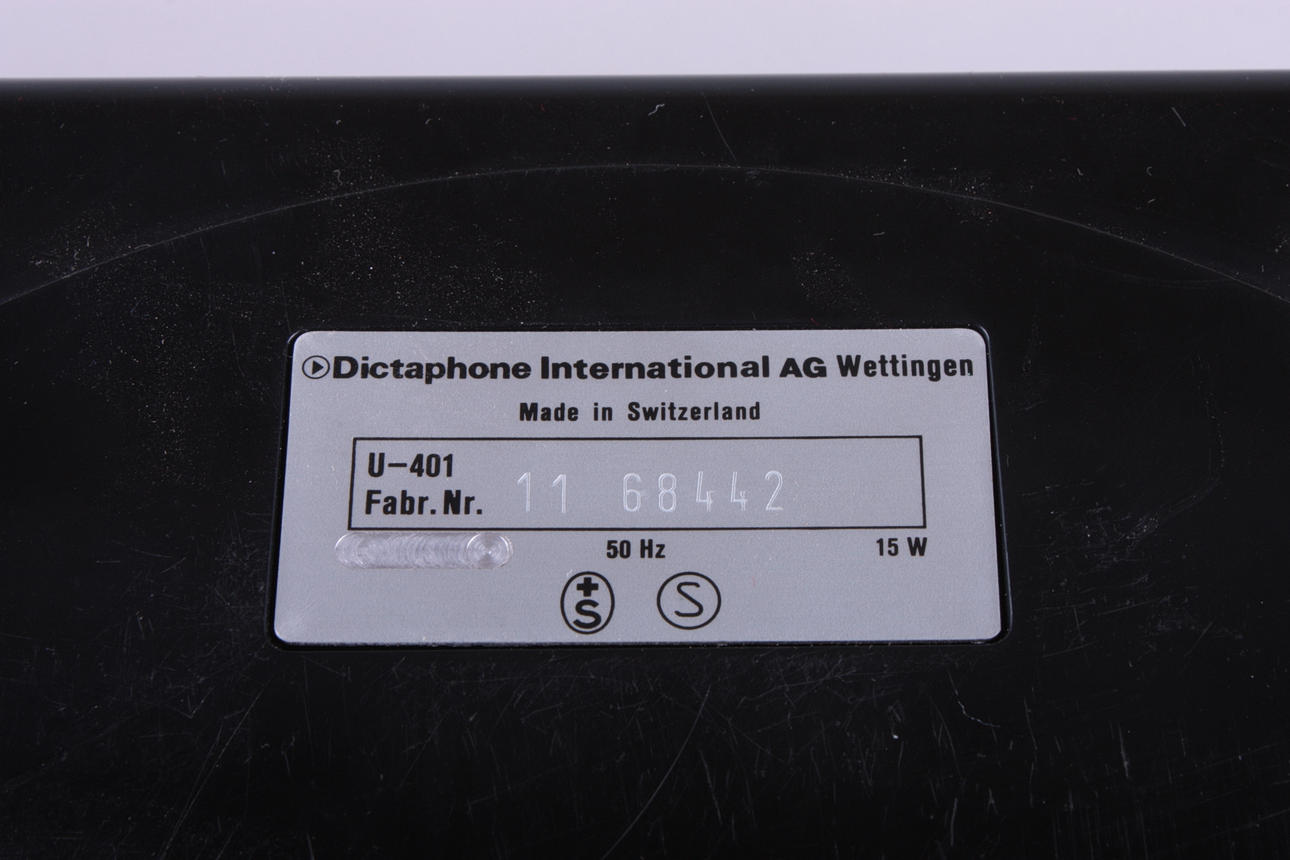 Dictaphone International AG Wettingen
Made in Switzerland
U-401
Fabr. Nr. 11 68442
50 Hz 15 W
+S S